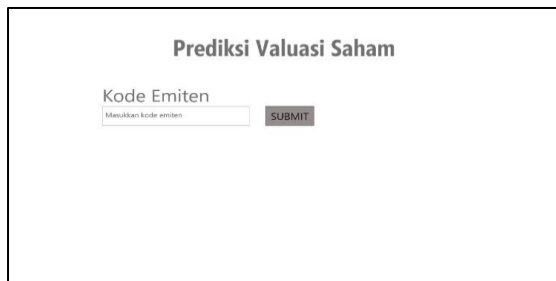 Prediksi Valuasi Saham
Kode Emiten
Masukkan kode emiten
SUBMIT